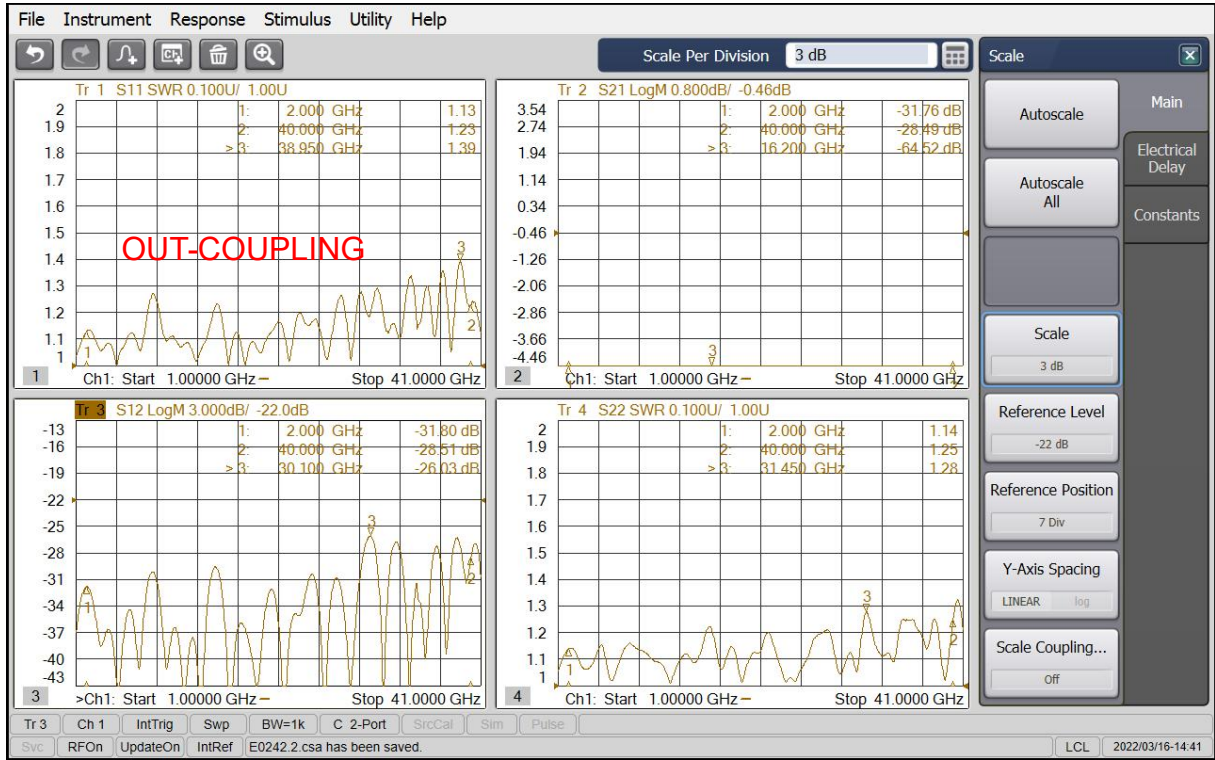 File Instrument Response Stimulus Utility Help
Scale Per Division 3 dB
Scale
Tr 1 S11 SWR 0.100U/ 1.00U
1: 2.000 GHz 1.13
2: 40.000 GHz 1.23
> 3: 38.950 GHz 1.39
2
1.9
1.8
1.7
1.6
1.5
1.4
1.3
1.2
1.1
1
OUT-COUPLING
3
1
2
1 Ch1: Start 1.00000 GHz Stop 41.0000 GHz
Tr 2 S21 LogM 0.800dB/ -0.46dB
1: 2.000 GHz -31.76 dB
2: 40.000 GHz -28.49 dB
> 3: 16.200 GHz -64.52 dB
3.54
2.74
1.94
1.14
0.34
-0.46
-1.26
-2.06
-2.86
-3.66
-4.46
3
2 Ch1: Start 1.00000 GHz Stop 41.0000 GHz
Tr 3 S12 LogM 3.000dB/ -22.0dB
1: 2.000 GHz -31.80 dB
2: 40.000 GHz -28.51 dB
> 3: 30.100 GHz -26.03 dB
-13
-16
-19
-22
-25
-28
-31
-34
-37
-40
-43
3
1
2
3 >Ch1: Start 1.00000 GHz Stop 41.0000 GHz
Tr 4 S22 SWR 0.100U/ 1.00U
1: 2.000 GHz 1.14
2: 40.000 GHz 1.25
> 3: 31.450 GHz 1.28
2
1.9
1.8
1.7
1.6
1.5
1.4
1.3
1.2
1.1
1
3
1
2
4 Ch1: Start 1.00000 GHz Stop 41.0000 GHz
Autoscale
Autoscale All
Scale
3 dB
Reference Level
-22 dB
Reference Position
7 Div
Y-Axis Spacing
LINEAR log
Scale Coupling...
Off
Main
Electrical Delay
Constants
Tr 3 Ch 1 IntTrig Swp BW=1k C 2-Port SrcCal Sim Pulse
Svc RFOn UpdateOn IntRef E0242.2.csa has been saved. LCL 2022/03/16-14:41